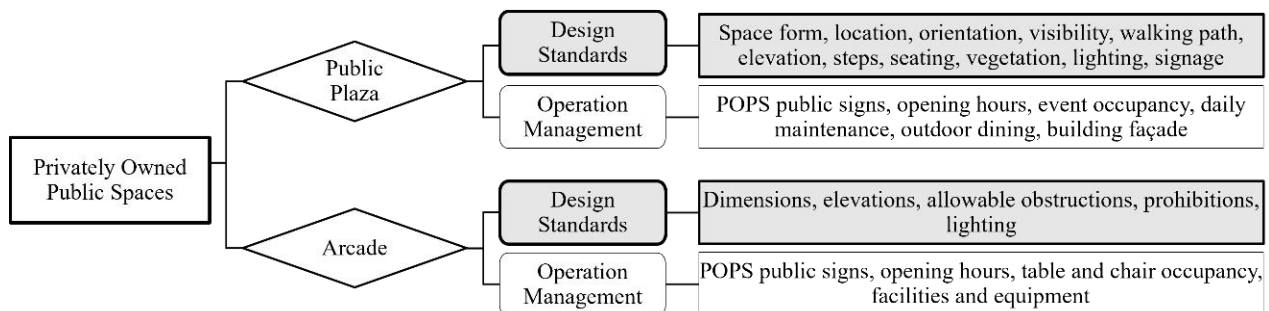 Privately Owned
Public Spaces
Public
Plaza
Design
Standards
Space form, location, orientation, visibility, walking path,
elevation, steps, seating, vegetation, lighting, signage
Operation
Management
POPS public signs, opening hours, event occupancy, daily
maintenance, outdoor dining, building façade
Arcade
Design
Standards
Dimensions, elevations, allowable obstructions, prohibitions,
lighting
Operation
Management
POPS public signs, opening hours, table and chair occupancy,
facilities and equipment